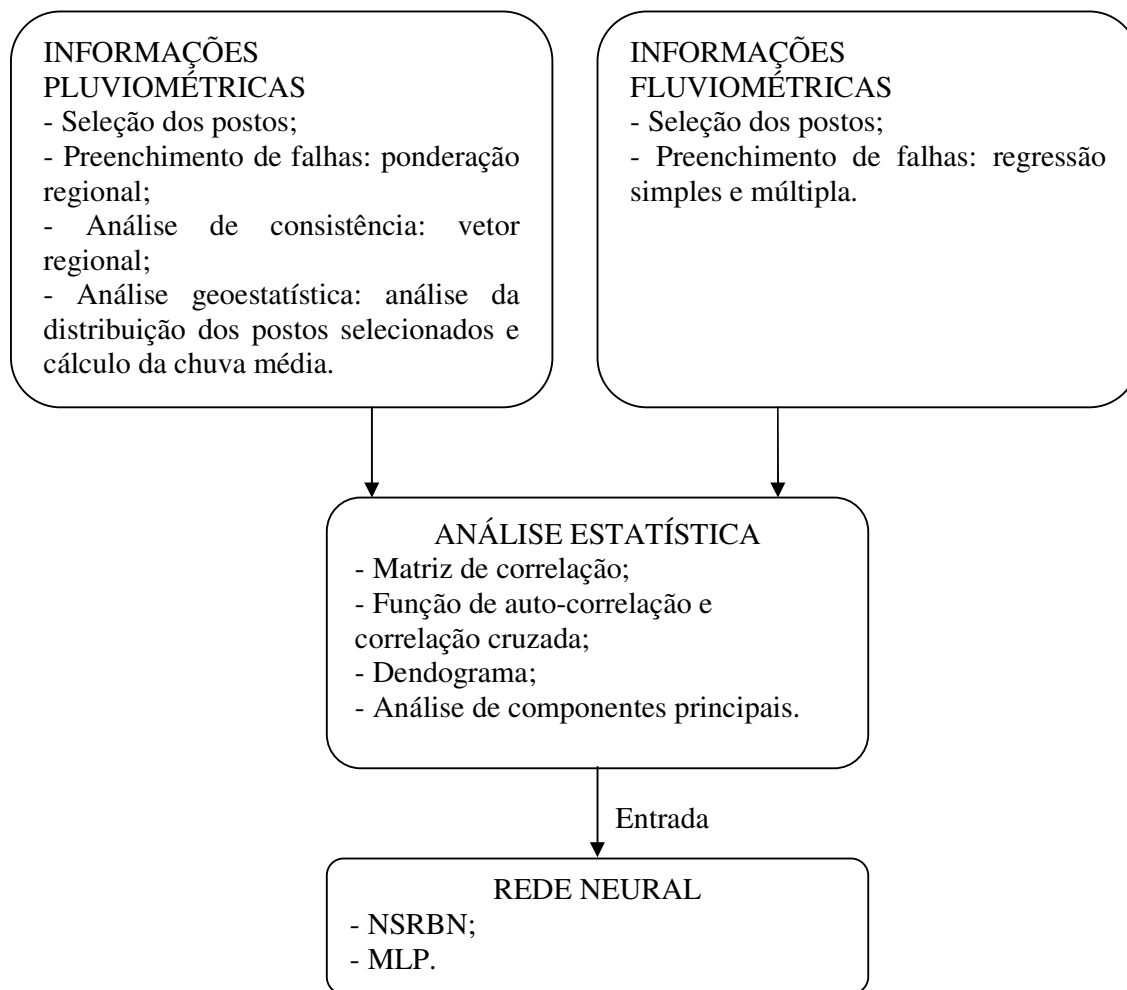 INFORMAÇÕES
PLUVIOMÉTRICAS
- Seleção dos postos;
- Preenchimento de falhas: ponderação
regional;
- Análise de consistência: vetor
regional;
- Análise geoestatística: análise da
distribuição dos postos selecionados e
cálculo da chuva média.
INFORMAÇÕES
FLUVIOMÉTRICAS
- Seleção dos postos;
- Preenchimento de falhas: regressão
simples e múltipla.
ANÁLISE ESTATÍSTICA
- Matriz de correlação;
- Função de auto-correlação e
correlação cruzada;
- Dendograma;
- Análise de componentes principais.
Entrada
REDE NEURAL
- NSRBN;
- MLP.